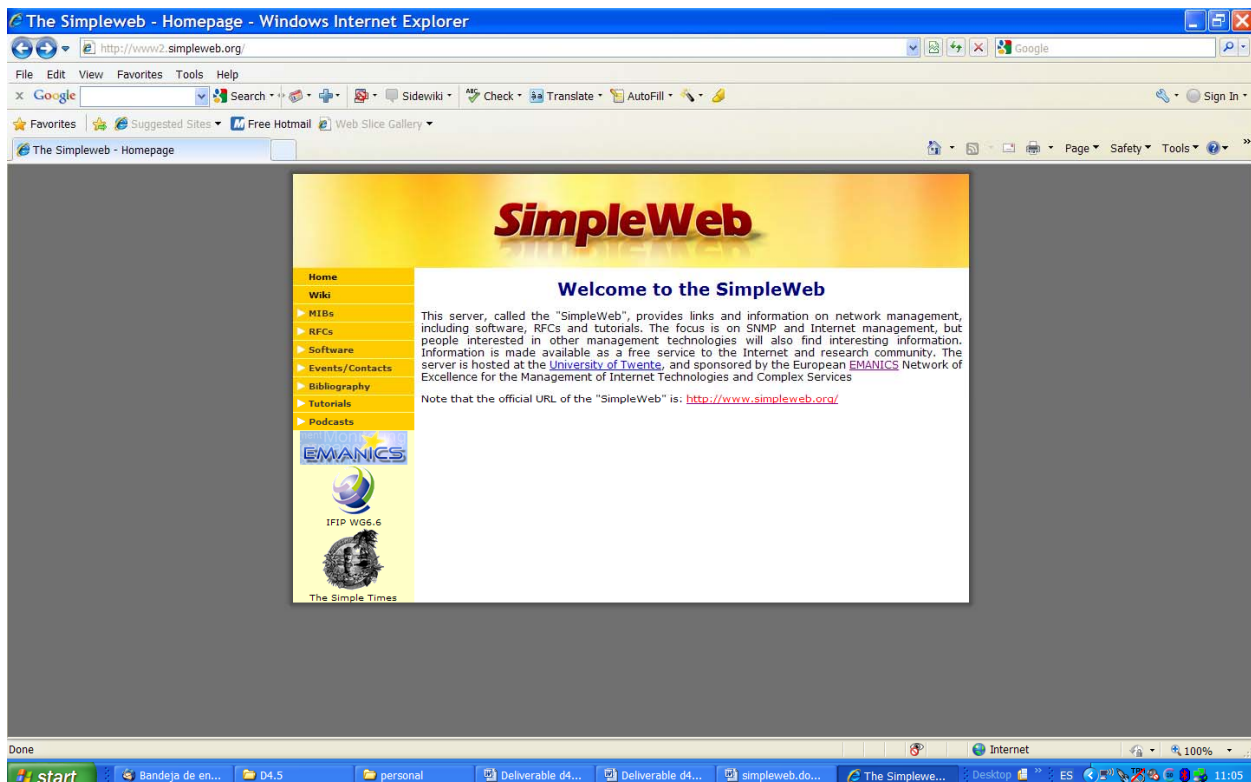 The Simpleweb - Homepage - Windows Internet Explorer
http://www2.simpleweb.org/
Google
File Edit View Favorites Tools Help
x Google Search Sidewiki ABC Check Translate AutoFill Sign In
Favorites Suggested Sites Free Hotmail Web Slice Gallery
The Simpleweb - Homepage
Page Safety Tools »
SimpleWeb
Home
Wiki
MIBs
RFCs
Software
Events/Contacts
Bibliography
Tutorials
Podcasts
EMANICS
IFIP WG6.6
The Simple Times
Welcome to the SimpleWeb
This server, called the "SimpleWeb", provides links and information on network management,
including software, RFCs and tutorials. The focus is on SNMP and Internet management, but
people interested in other management technologies will also find interesting information.
Information is made available as a free service to the Internet and research community. The
server is hosted at the University of Twente, and sponsored by the European EMANICS Network of
Excellence for the Management of Internet Technologies and Complex Services
Note that the official URL of the "SimpleWeb" is: http://www.simpleweb.org/
Done Internet 100%
start Bandeja de en... D4.5 personal Deliverable d4... Deliverable d4... simpleweb.do... The Simplewe... Desktop » ES 11:05